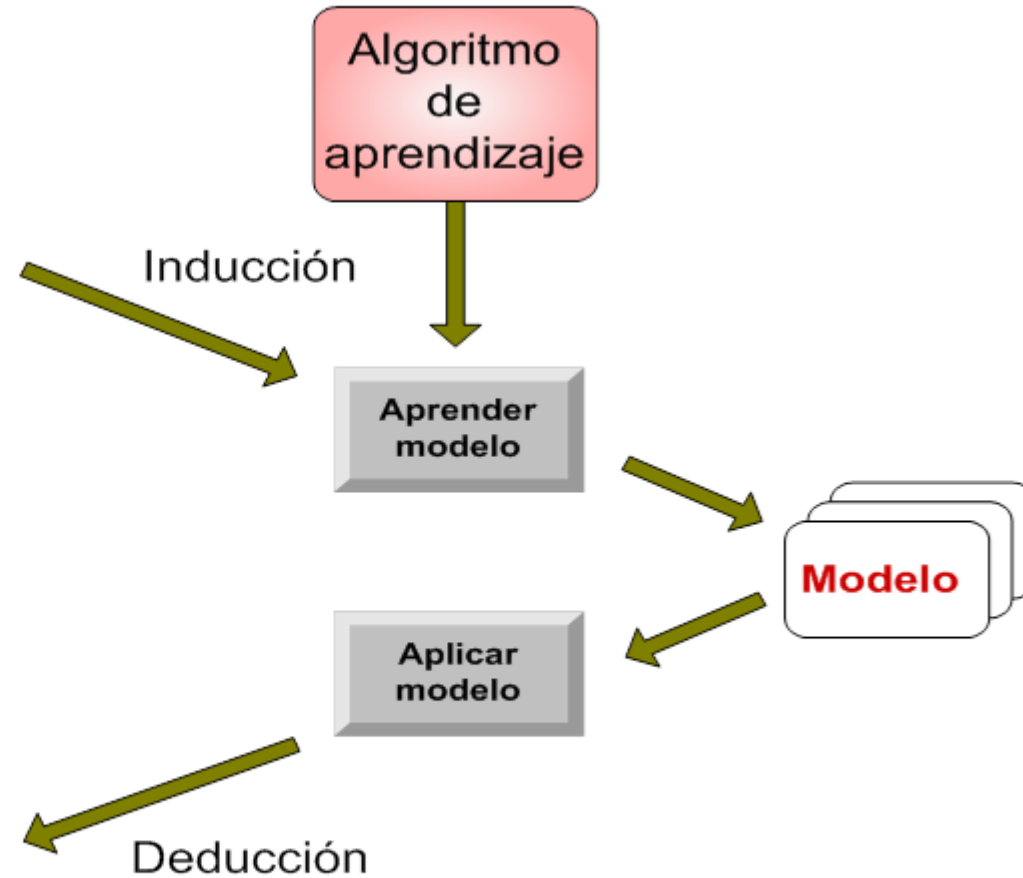 Algoritmo
de
aprendizaje
Inducción
Aprender
modelo
Modelo
Aplicar
modelo
Deducción